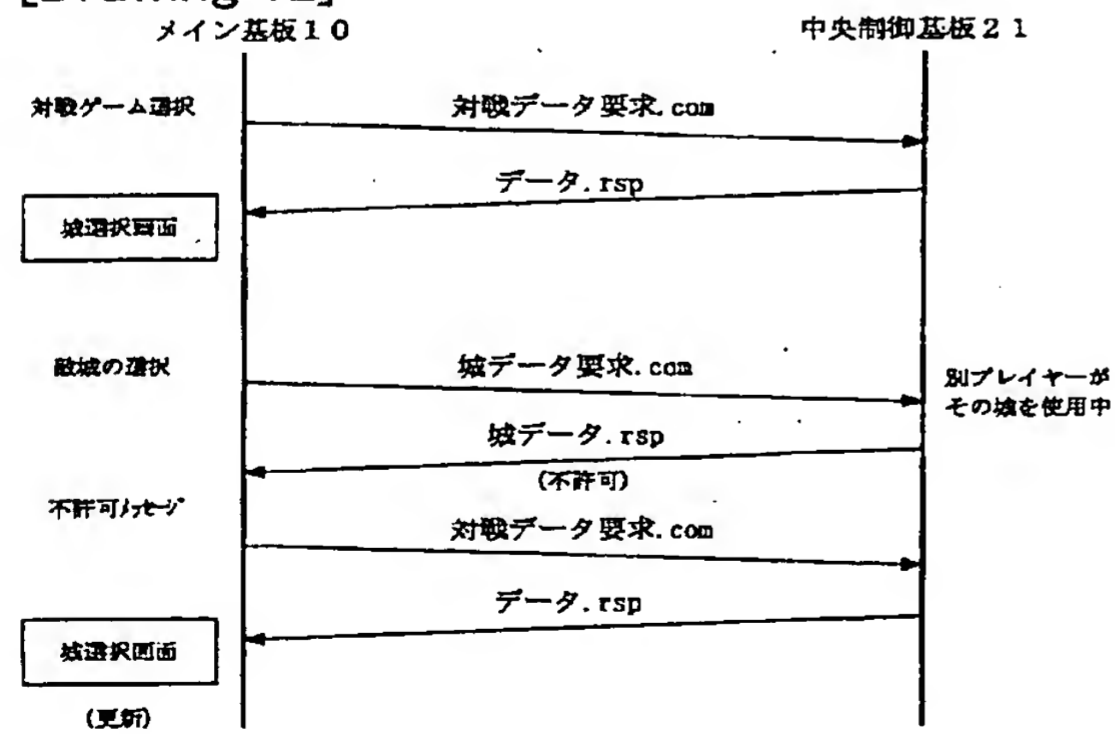 メイン基板10
中央制御基板21
対戦ゲーム選択
対戦データ要求.com
データ.rsp
城選択画面
敵城の選択
城データ要求.com
別プレイヤーが
その城を使用中
城データ.rsp
(不許可)
不許可メッセージ
対戦データ要求.com
データ.rsp
城選択画面
(更新)